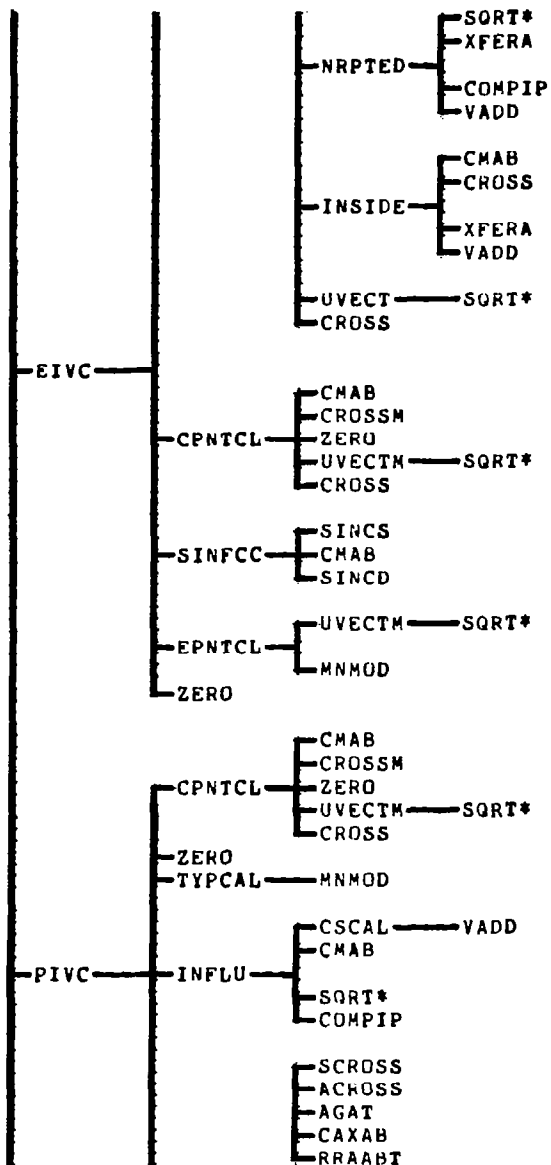 SQRT*
XFERA
NRPTED
COMPIP
VADD
CMAB
CROSS
INSIDE
XFERA
VADD
UVECT SQRT*
CROSS
EIVC
CMAB
CROSSM
CPNTCL ZERO
UVECTM SQRT*
CROSS
SINCS
SINFCC CMAB
SINCD
UVECTM SQRT*
EPNTCL
MNMOD
ZERO
CMAB
CROSSM
CPNTCL ZERO
UVECTM SQRT*
CROSS
ZERO
TYPCAL MNMOD
CSCAL VADD
CMAB
PIVC INFLU
SQRT*
COMPIP
SCROSS
ACROSS
AGAT
CAXAB
RRAABT